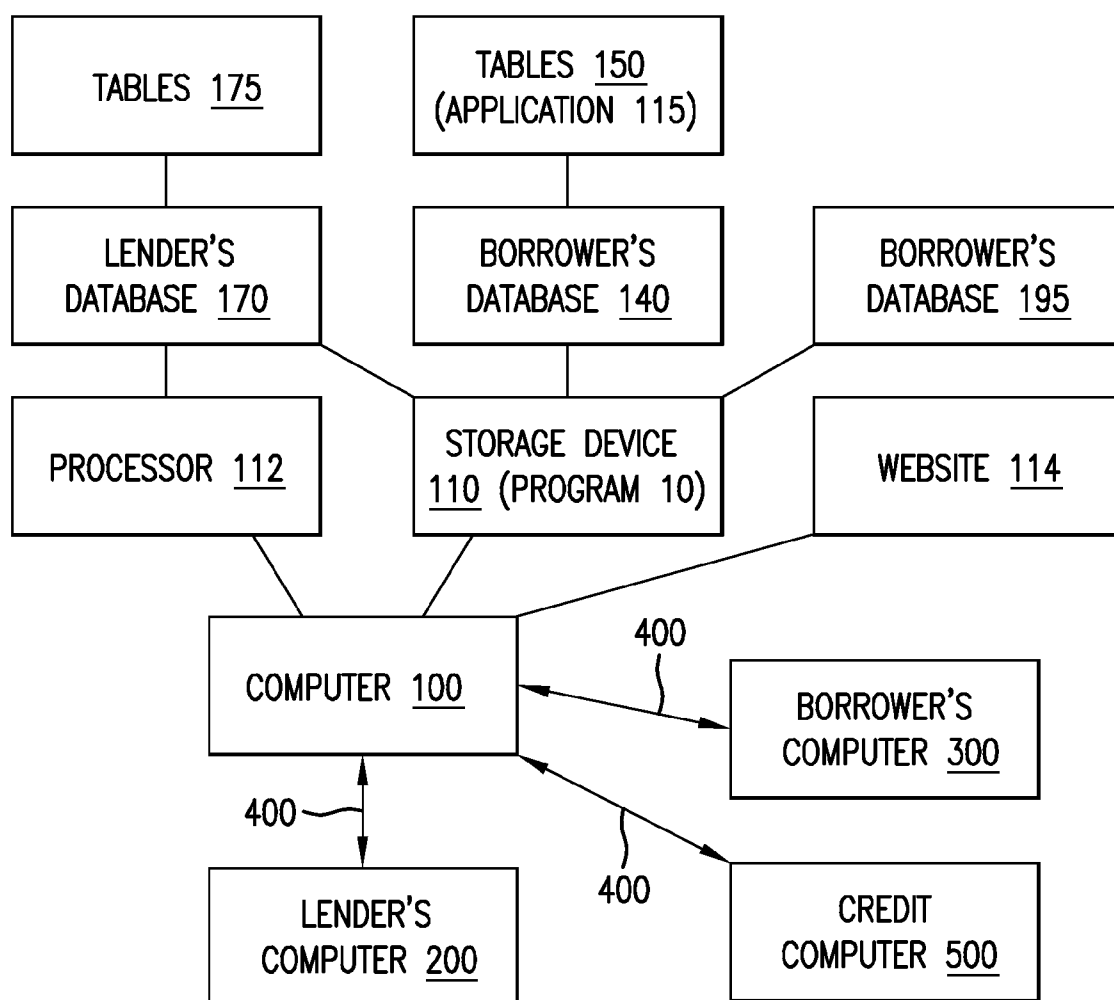 TABLES 175
TABLES 150
(APPLICATION 115)
LENDER'S
DATABASE 170
BORROWER'S
DATABASE 140
BORROWER'S
DATABASE 195
PROCESSOR 112
STORAGE DEVICE
110 (PROGRAM 10)
WEBSITE 114
COMPUTER 100
400
BORROWER'S
COMPUTER 300
400
400
LENDER'S
COMPUTER 200
CREDIT
COMPUTER 500